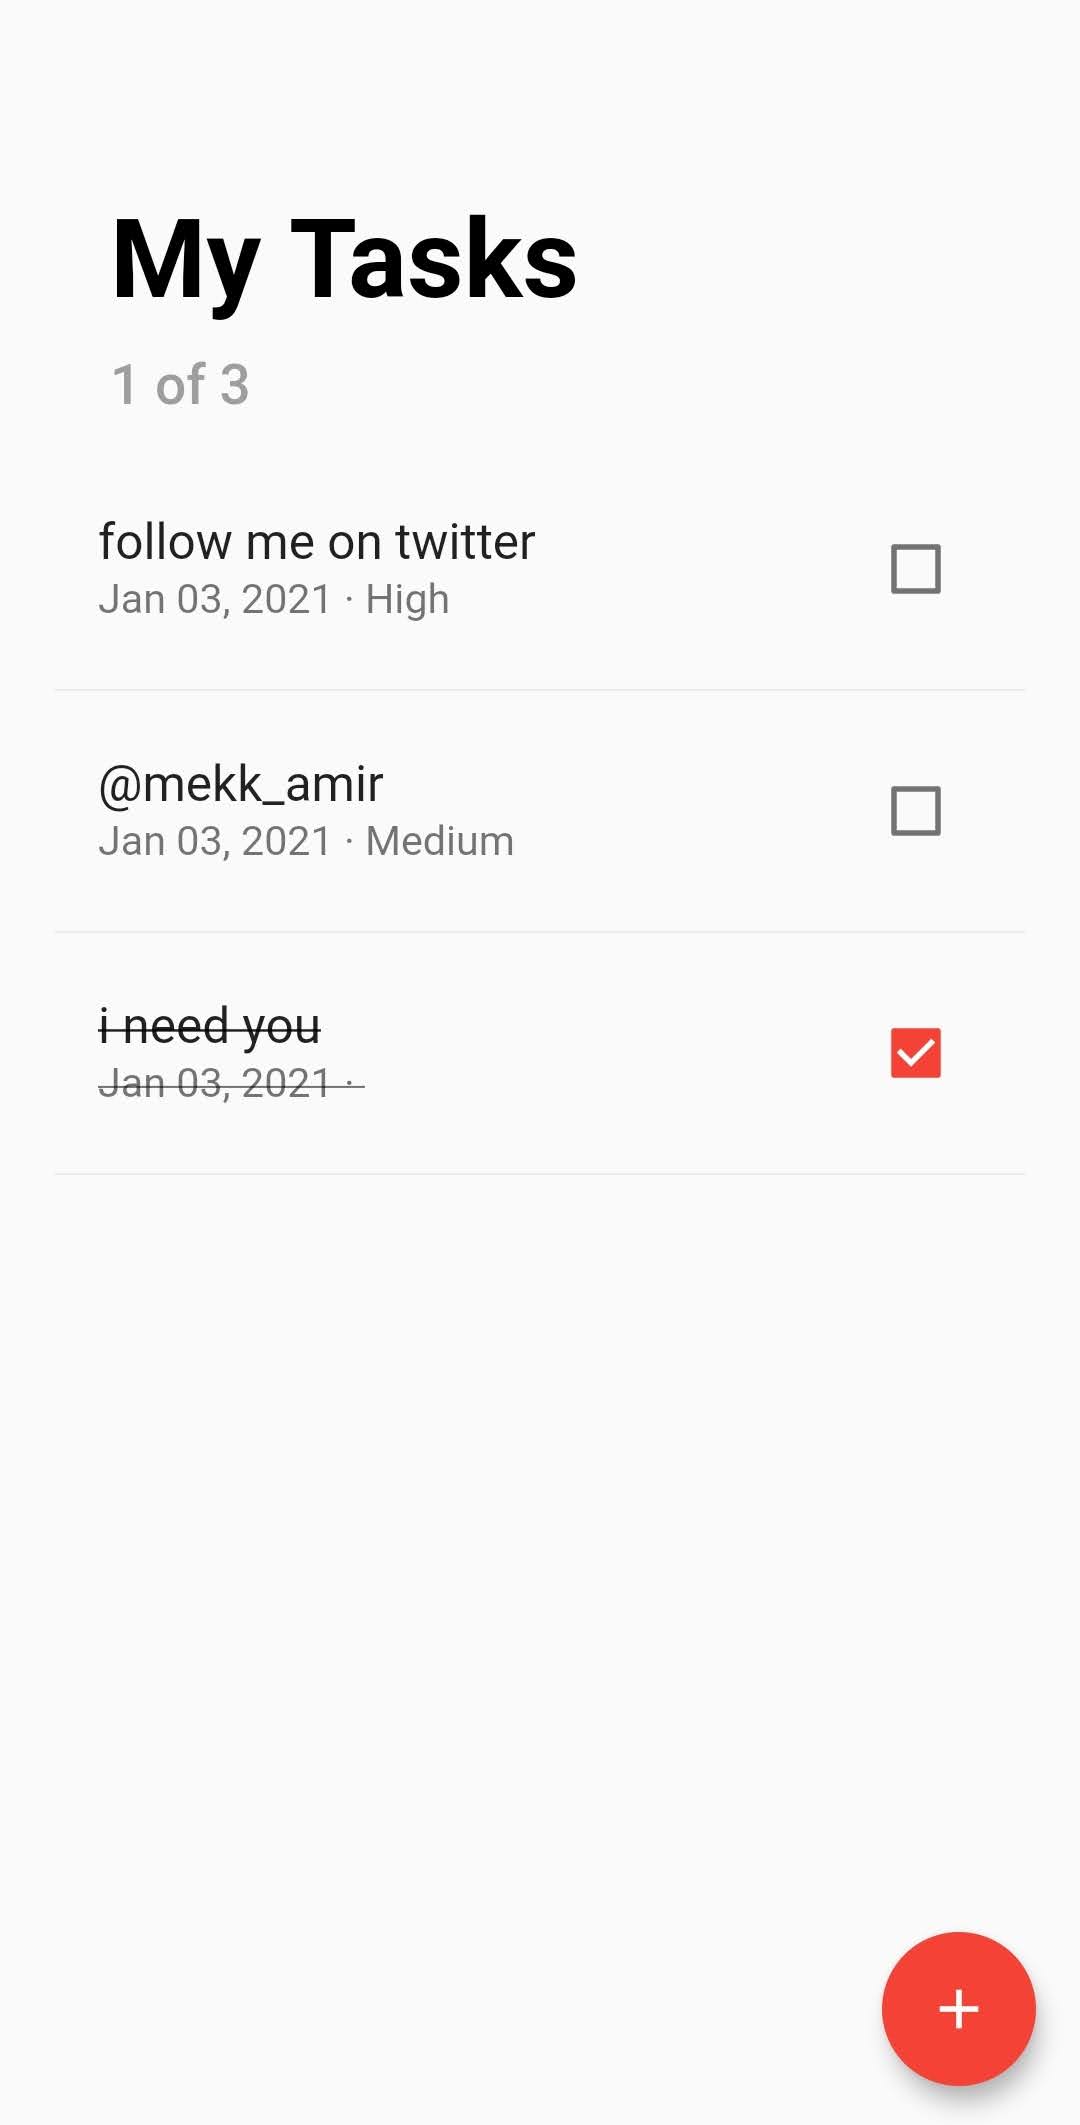 My Tasks
1 of 3
follow me on twitter
Jan 03, 2021 · High
@mekk_amir
Jan 03, 2021 · Medium
i need you
Jan 03, 2021 ·